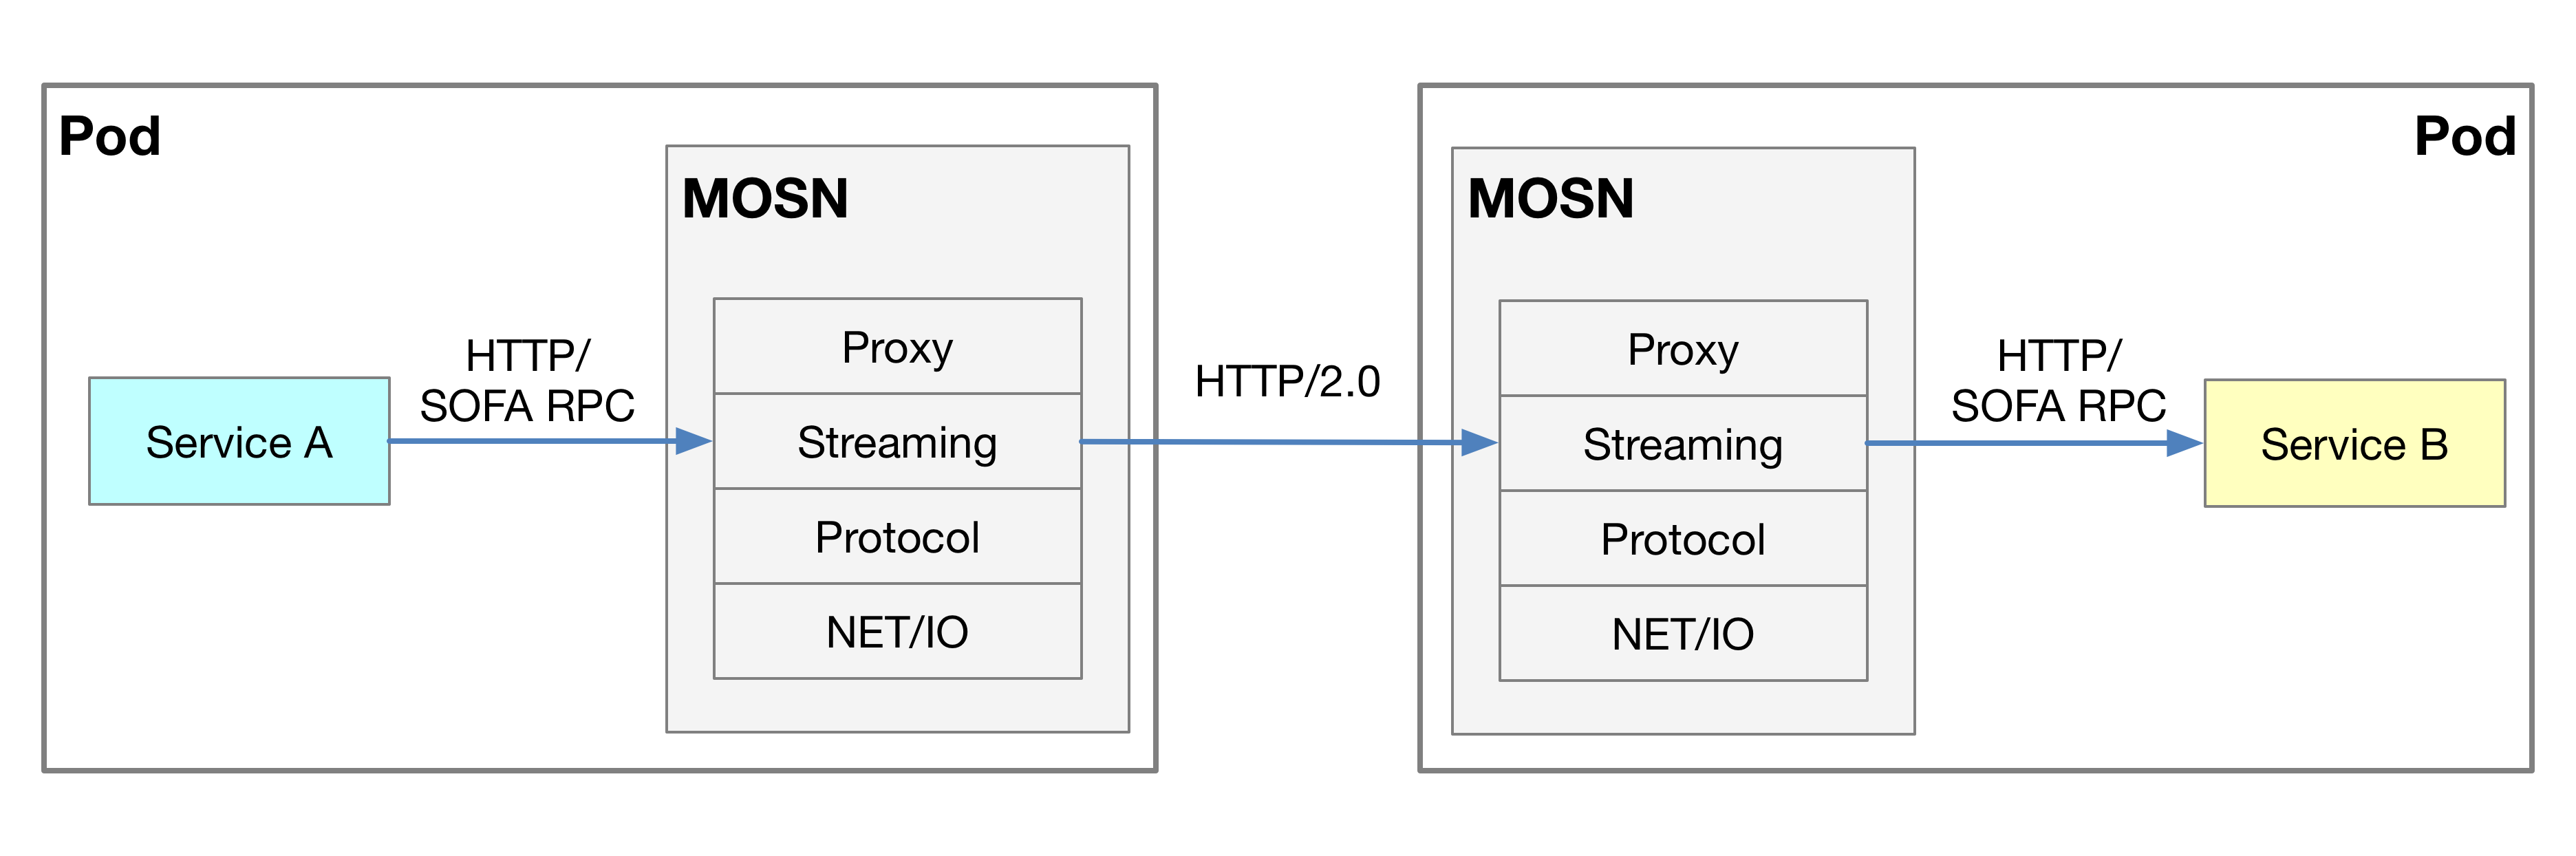 Pod
MOSN
Proxy
HTTP/
SOFA RPC
Service A
Streaming
Protocol
NET/IO
HTTP/2.0
Pod
MOSN
Proxy
Streaming
Protocol
NET/IO
HTTP/
SOFA RPC
Service B